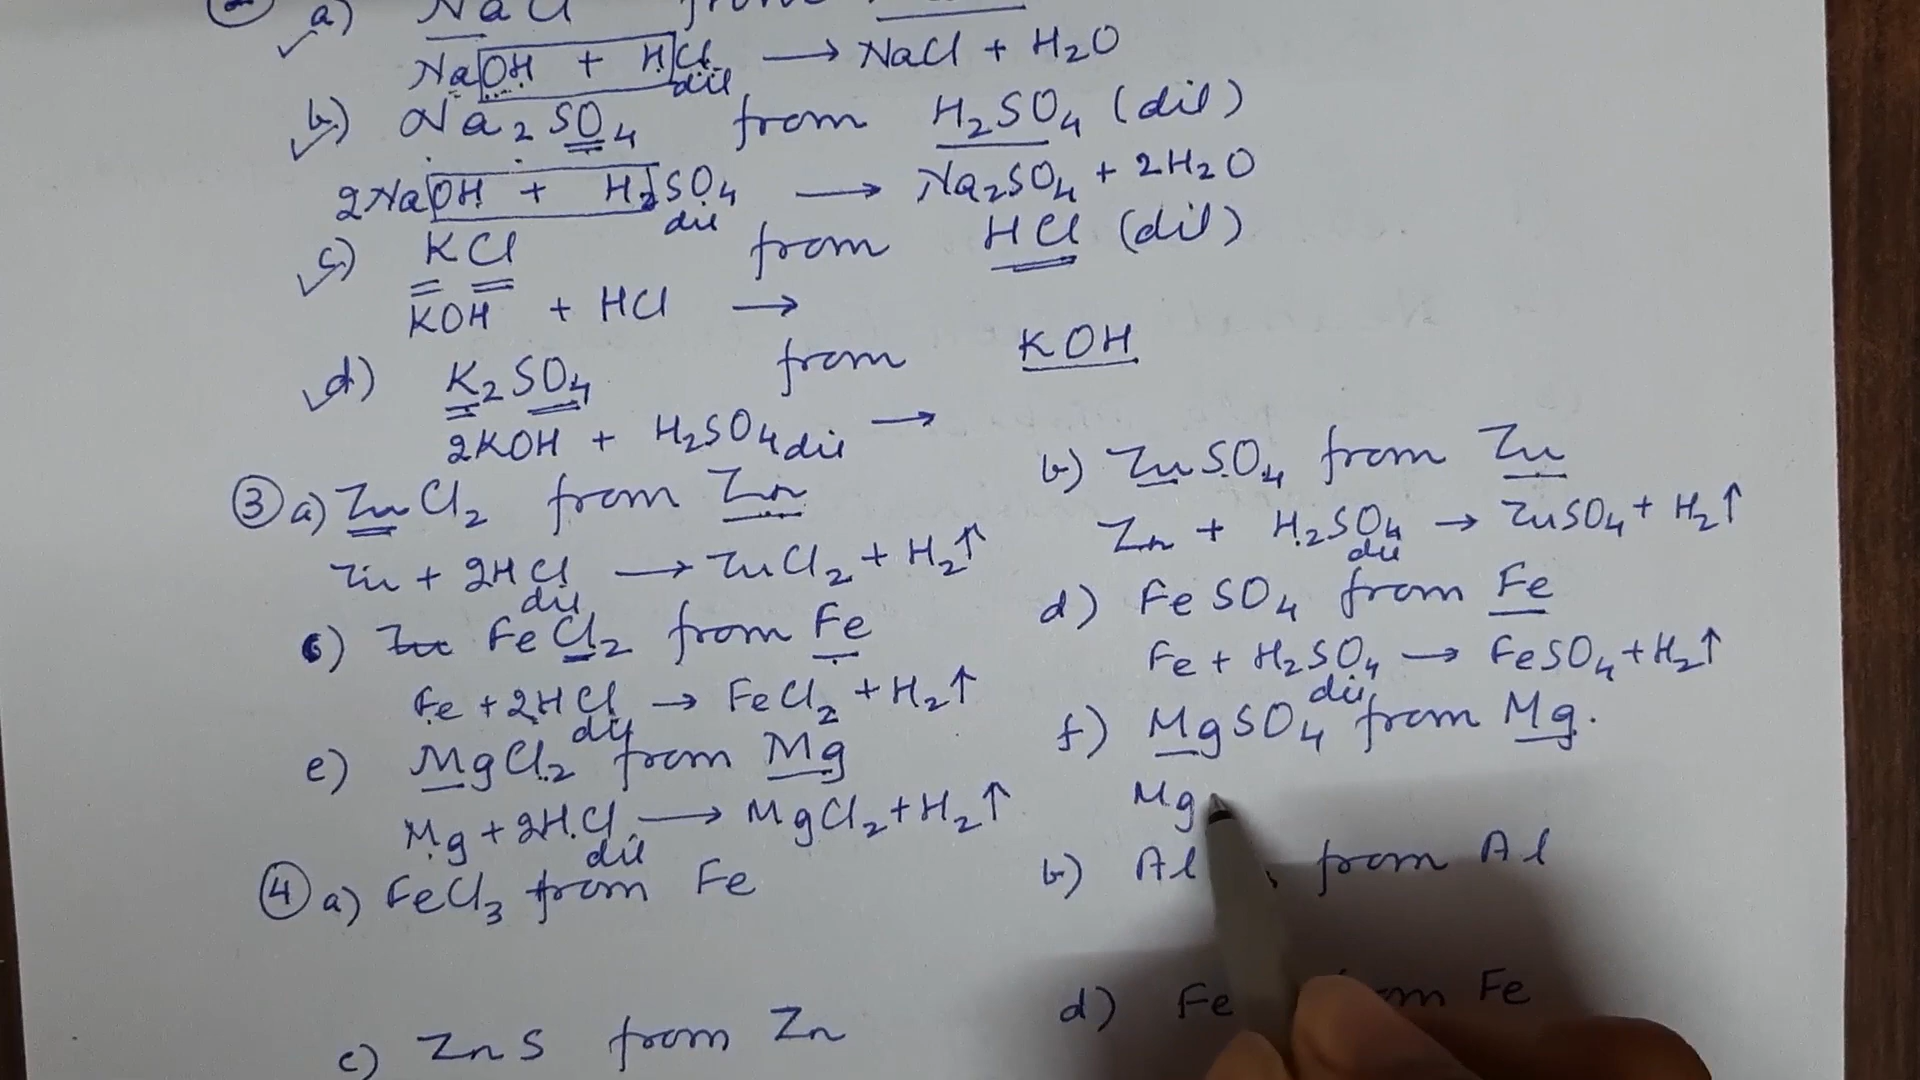 a) NaCl from
NaOH + HCl dil → NaCl + H2O
b) Na2SO4 from H2SO4 (dil)
2NaOH + H2SO4 dil → Na2SO4 + 2H2O
c) KCl from HCl (dil)
KOH + HCl →
d) K2SO4 from KOH
2KOH + H2SO4 dil →
③ a) ZnCl2 from Zn
Zn + 2HCl dil → ZnCl2 + H2↑
b) ZnSO4 from Zn
Zn + H2SO4 dil → ZnSO4 + H2↑
c) FeCl2 from Fe
Fe + 2HCl dil → FeCl2 + H2↑
d) FeSO4 from Fe
Fe + H2SO4 dil → FeSO4 + H2↑
e) MgCl2 from Mg
Mg + 2HCl dil → MgCl2 + H2↑
f) MgSO4 from Mg.
Mg
④ a) FeCl3 from Fe
b) Al from Al
c) ZnS from Zn
d) Fe Fe